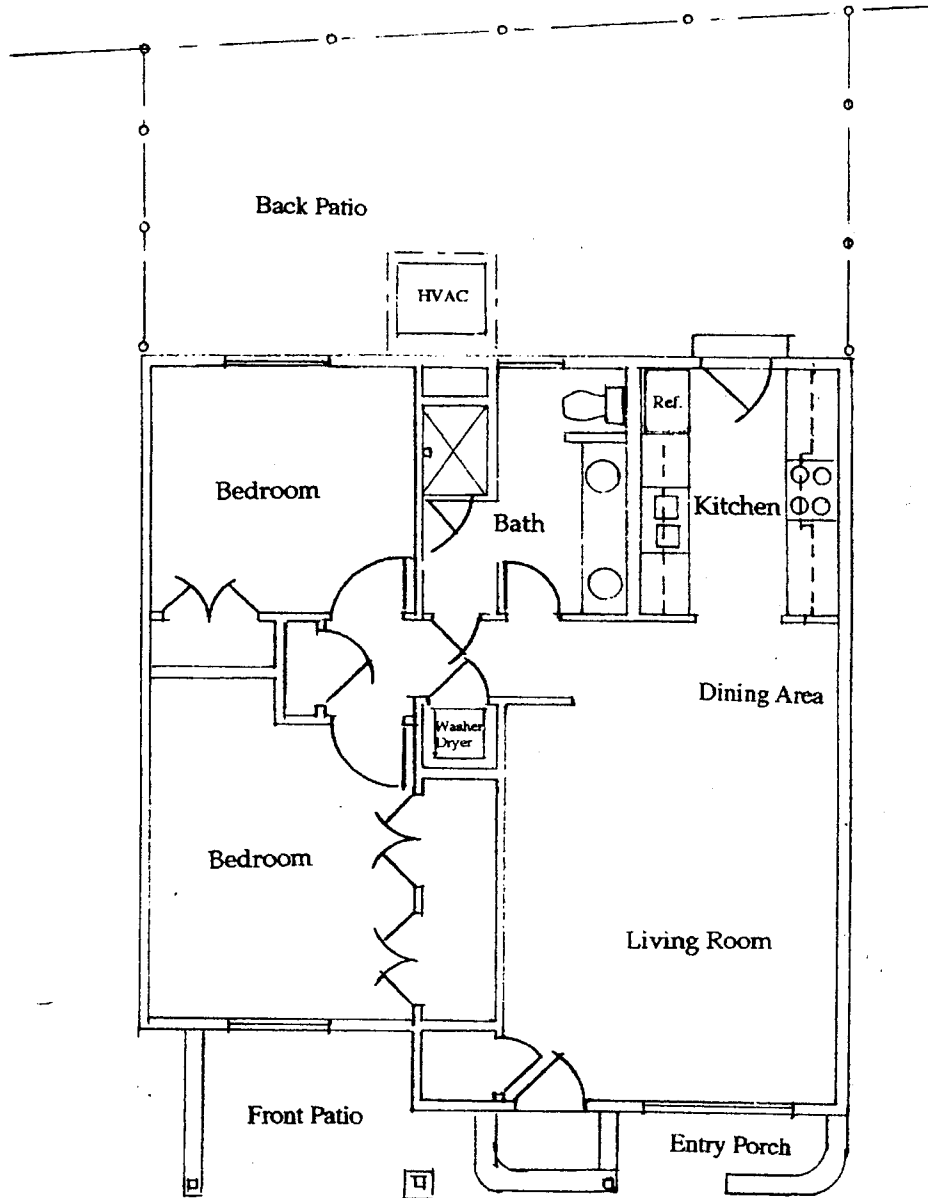 Back Patio
HVAC
Ref.
Bedroom
Kitchen
Bath
Dining Area
Washer
Dryer
Bedroom
Living Room
Front Patio
Entry Porch